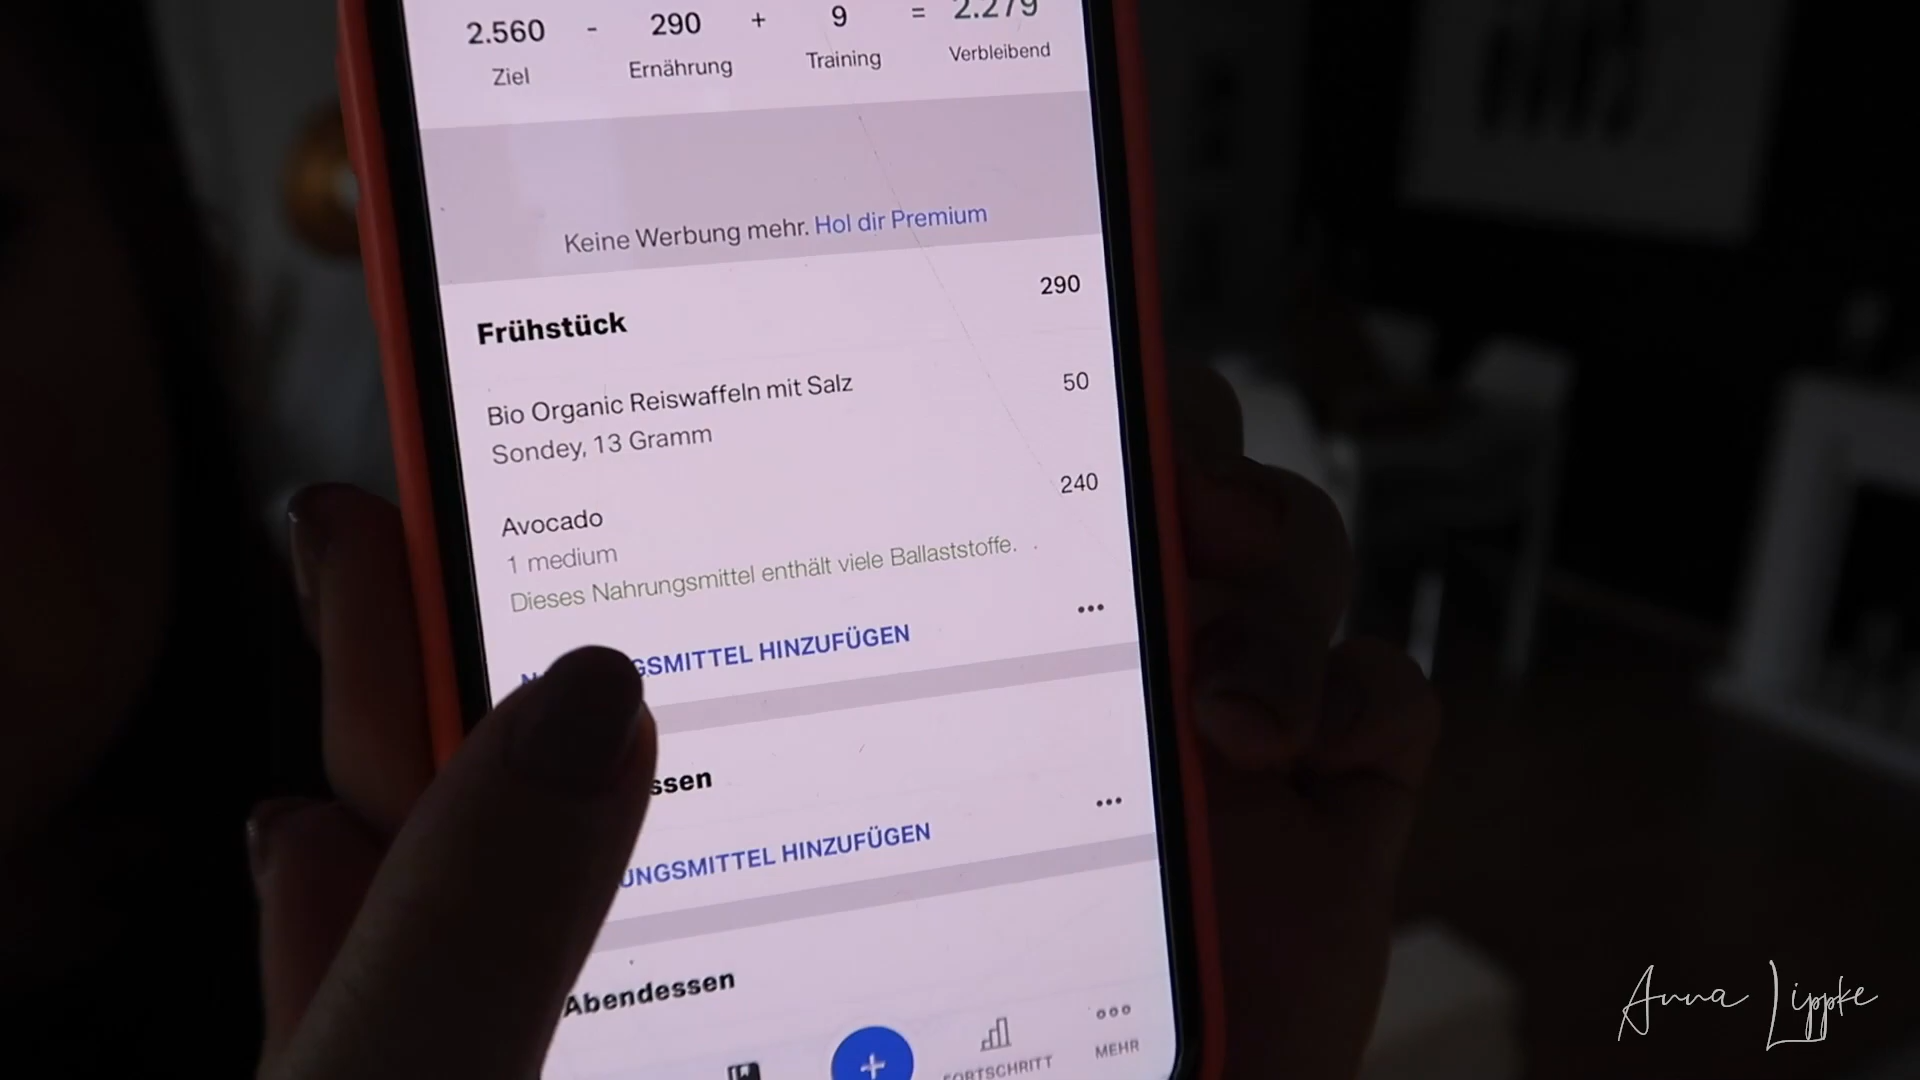 2.560 - 290 + 9 = 2.279
Ziel Ernährung Training Verbleibend
Keine Werbung mehr. Hol dir Premium
Frühstück 290
Bio Organic Reiswaffeln mit Salz 50
Sondey, 13 Gramm
Avocado 240
1 medium
Dieses Nahrungsmittel enthält viele Ballaststoffe.
GSMITTEL HINZUFÜGEN
ssen
UNGSMITTEL HINZUFÜGEN
Abendessen
ORTSCHRITT MEHR
Anna Lippke